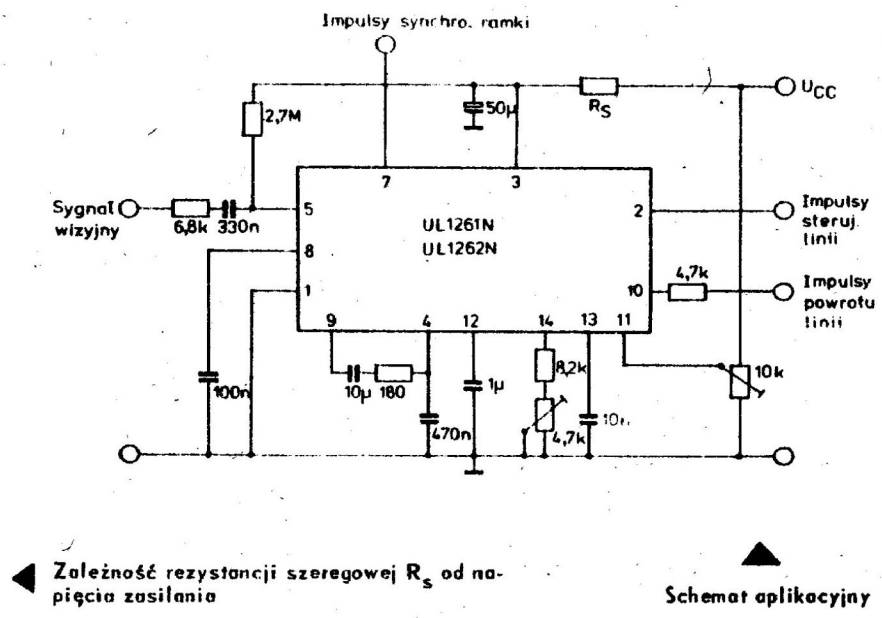 Impulsy synchro. ramki
UCC
50µ
RS
2,7M
7
3
Sygnał
wizyjny
6,8k
330n
5
UL1261N
UL1262N
2
Impulsy
steruj.
linii
8
1
10
4,7k
Impulsy
powrotu
linii
9
4
12
14
13
11
100n
10µ
180
470n
1µ
8,2k
4,7k
10n
10k
Zależność rezystancji szeregowej Rs od na-
pięcia zasilania
Schemat aplikacyjny